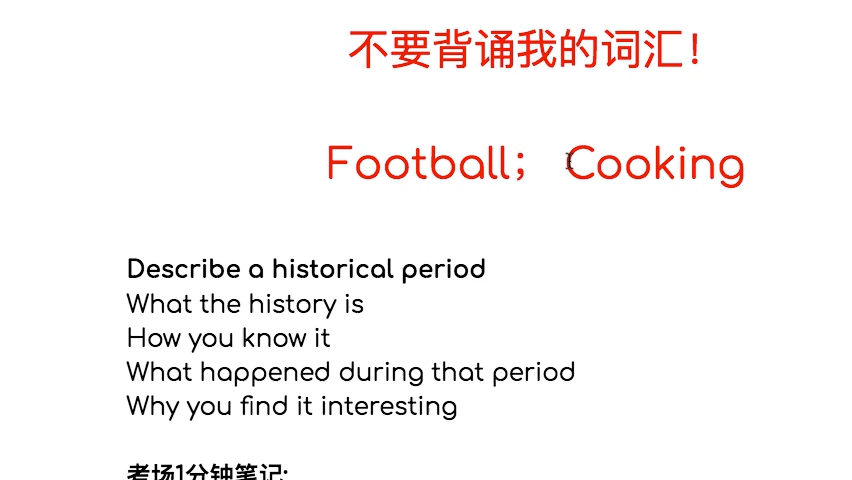 不要背诵我的词汇！
Football； Cooking
Describe a historical period
What the history is
How you know it
What happened during that period
Why you find it interesting
考场1分钟笔记: